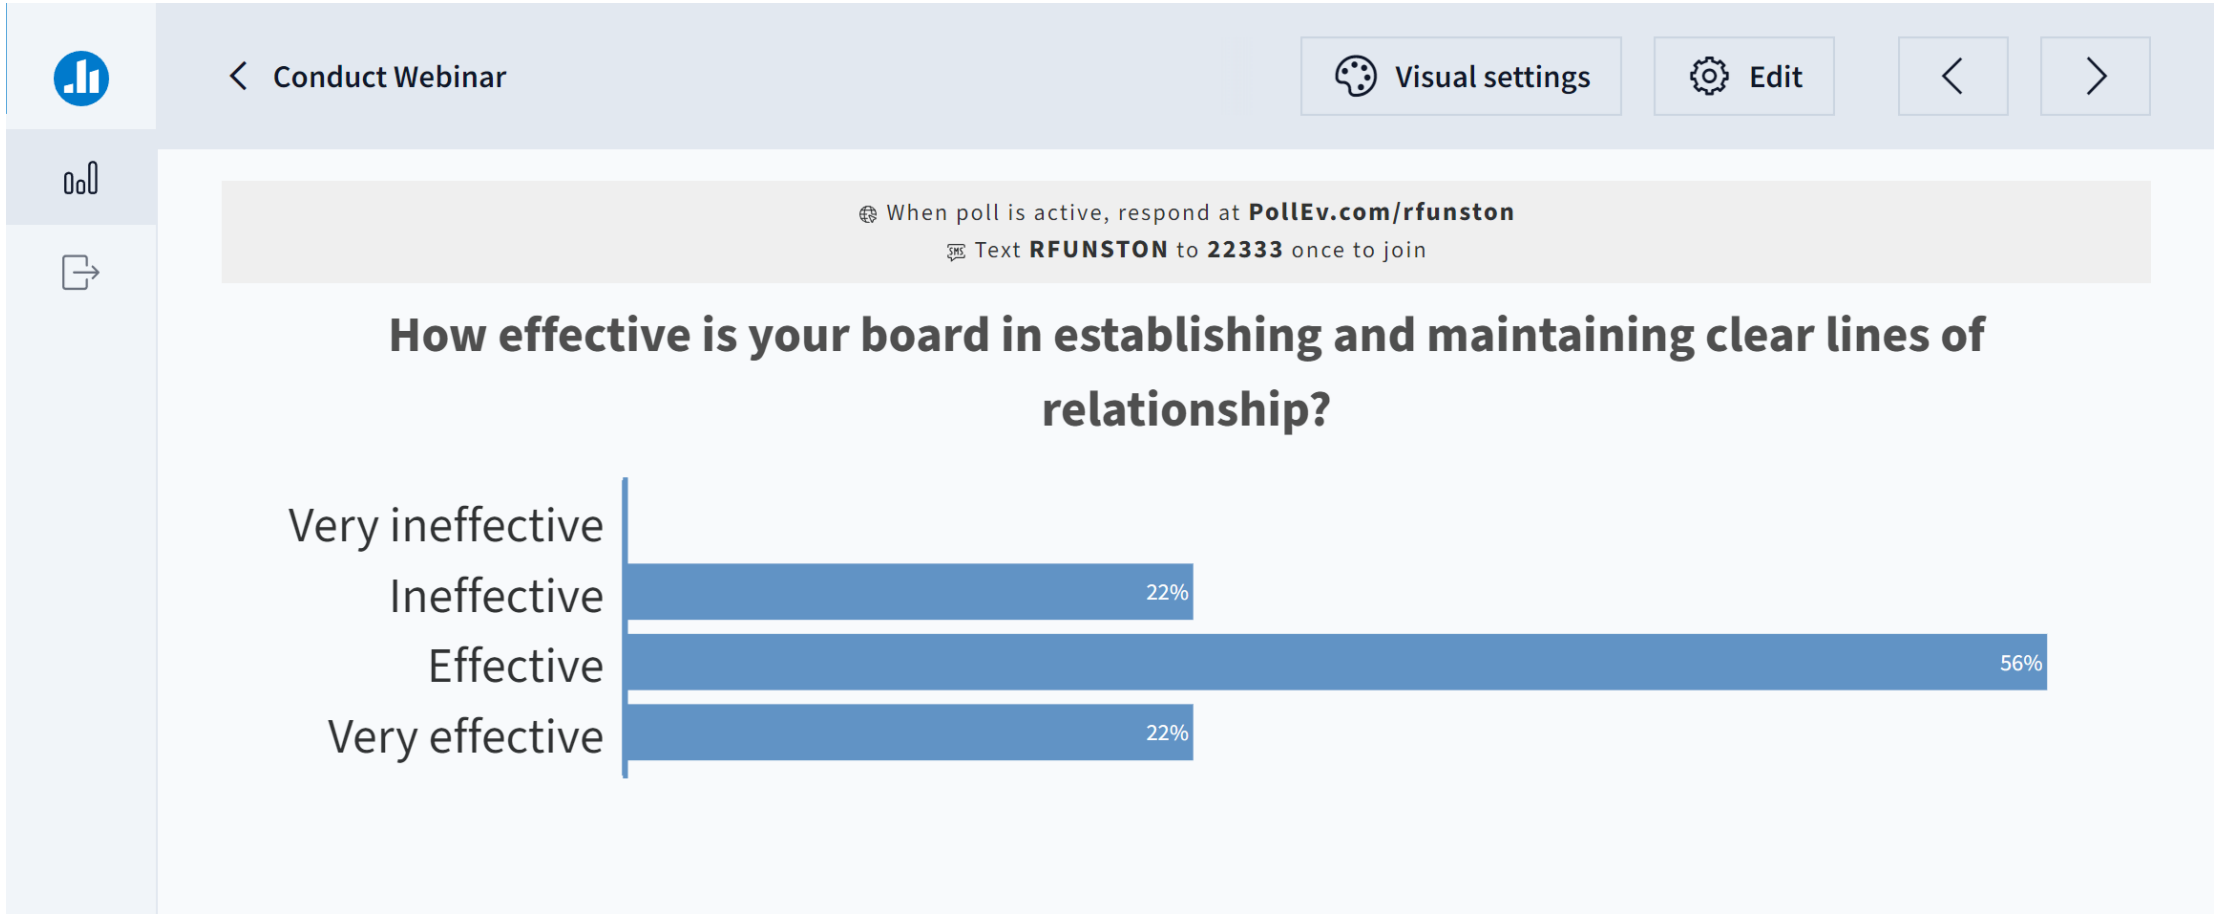 Conduct Webinar
Visual settings
Edit
When poll is active, respond at PollEv.com/rfunston
SMS Text RFUNSTON to 22333 once to join
How effective is your board in establishing and maintaining clear lines of
relationship?
Very ineffective
Ineffective 22%
Effective 56%
Very effective 22%